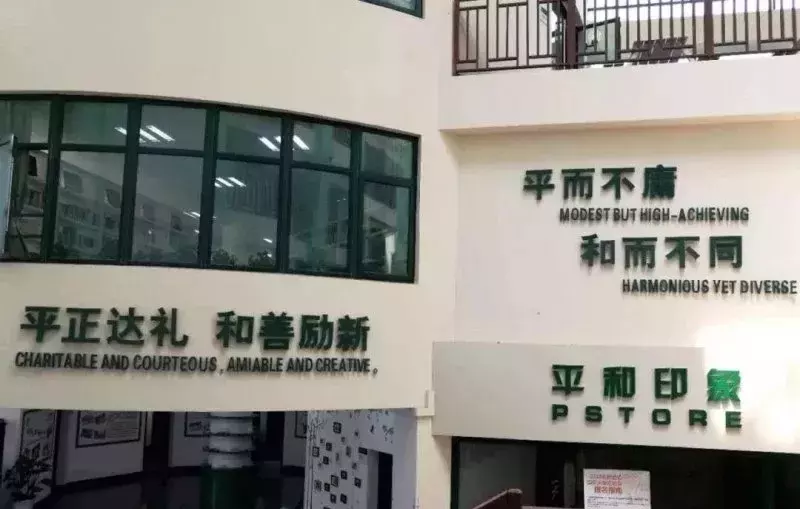 平而不庸
MODEST BUT HIGH-ACHIEVING
和而不同
HARMONIOUS YET DIVERSE
平正达礼 和善励新
CHARITABLE AND COURTEOUS, AMIABLE AND CREATIVE。
平和印象
PSTORE